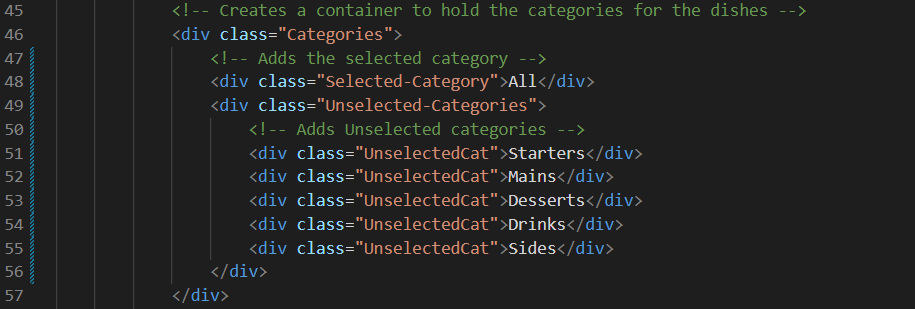 45 <!-- Creates a container to hold the categories for the dishes -->
46 <div class="Categories">
47 <!-- Adds the selected category -->
48 <div class="Selected-Category">All</div>
49 <div class="Unselected-Categories">
50 <!-- Adds Unselected categories -->
51 <div class="UnselectedCat">Starters</div>
52 <div class="UnselectedCat">Mains</div>
53 <div class="UnselectedCat">Desserts</div>
54 <div class="UnselectedCat">Drinks</div>
55 <div class="UnselectedCat">Sides</div>
56 </div>
57 </div>